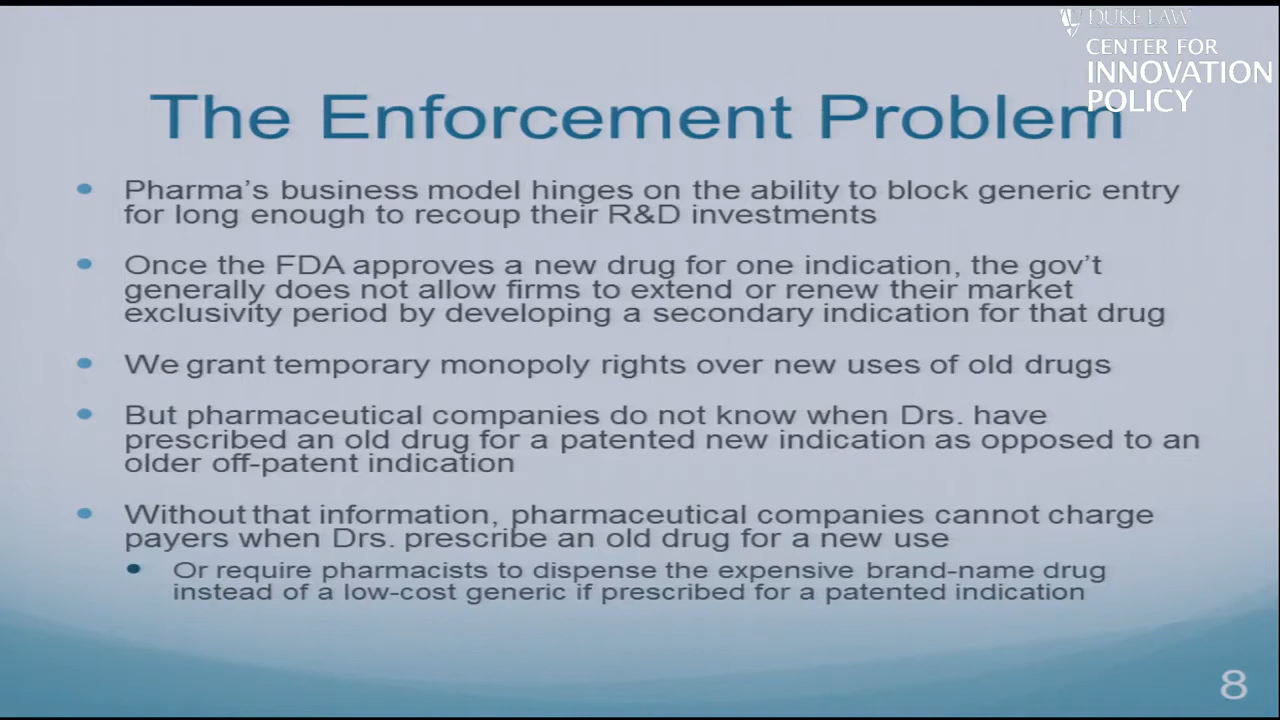 DUKE LAW
CENTER FOR
INNOVATION
POLICY
The Enforcement Problem
• Pharma's business model hinges on the ability to block generic entry
for long enough to recoup their R&D investments
• Once the FDA approves a new drug for one indication, the gov't
generally does not allow firms to extend or renew their market
exclusivity period by developing a secondary indication for that drug
• We grant temporary monopoly rights over new uses of old drugs
• But pharmaceutical companies do not know when Drs. have
prescribed an old drug for a patented new indication as opposed to an
older off-patent indication
• Without that information, pharmaceutical companies cannot charge
payers when Drs. prescribe an old drug for a new use
• Or require pharmacists to dispense the expensive brand-name drug
instead of a low-cost generic if prescribed for a patented indication
8